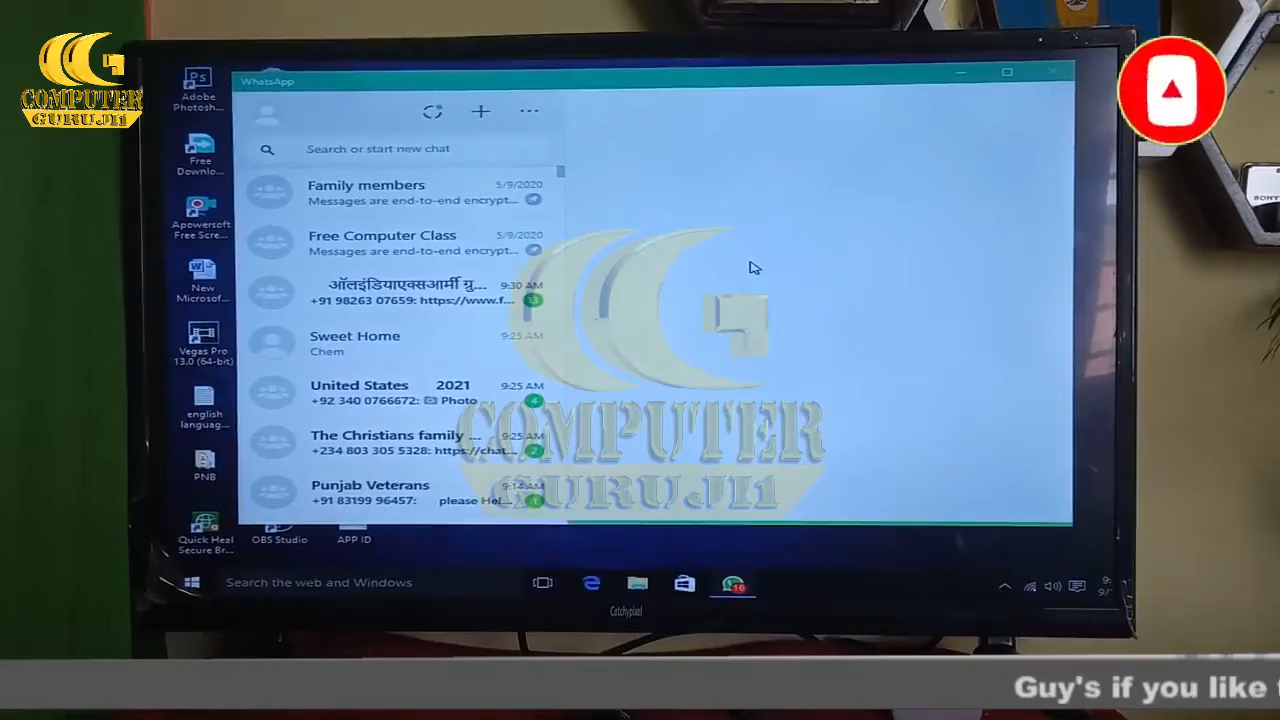 COMPUTER
GURUJI1
Ps
Adobe
Photosh...
Free
Downlo...
Apowersoft
Free Scre...
New
Microsof...
Vegas Pro
13.0 (64-bit)
english
languag...
PNB
Quick Heal
Secure Br...
OBS Studio
APP ID
WhatsApp
Search or start new chat
Family members 5/9/2020
Messages are end-to-end encrypt...
Free Computer Class 5/9/2020
Messages are end-to-end encrypt...
ऑलइंडियाएक्सआर्मी ग्रु... 9:30 AM
+91 98263 07659: https://www.f... 13
Sweet Home 9:25 AM
Chem
United States 2021 9:25 AM
+92 340 0766672: Photo 4
The Christians family ... 9:25 AM
+234 803 305 5328: https://chat... 2
Punjab Veterans 9:14 AM
+91 83199 96457: please Hel... 1
COMPUTER
GURUJI1
Search the web and Windows
16
Catchypixel
SONY
Guy's if you like